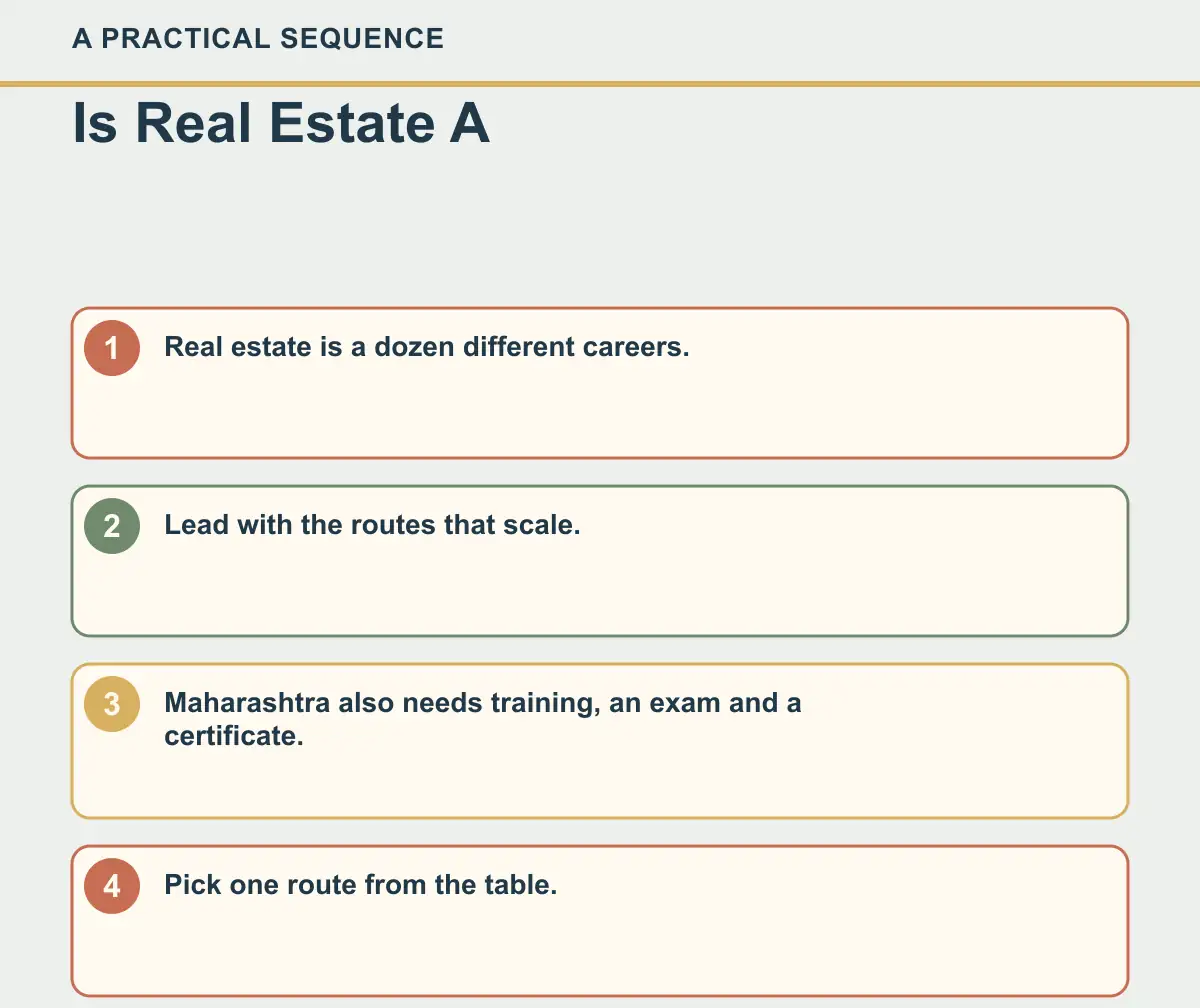 A PRACTICAL SEQUENCE
Is Real Estate A
1
Real estate is a dozen different careers.
2
Lead with the routes that scale.
3
Maharashtra also needs training, an exam and a
certificate.
4
Pick one route from the table.